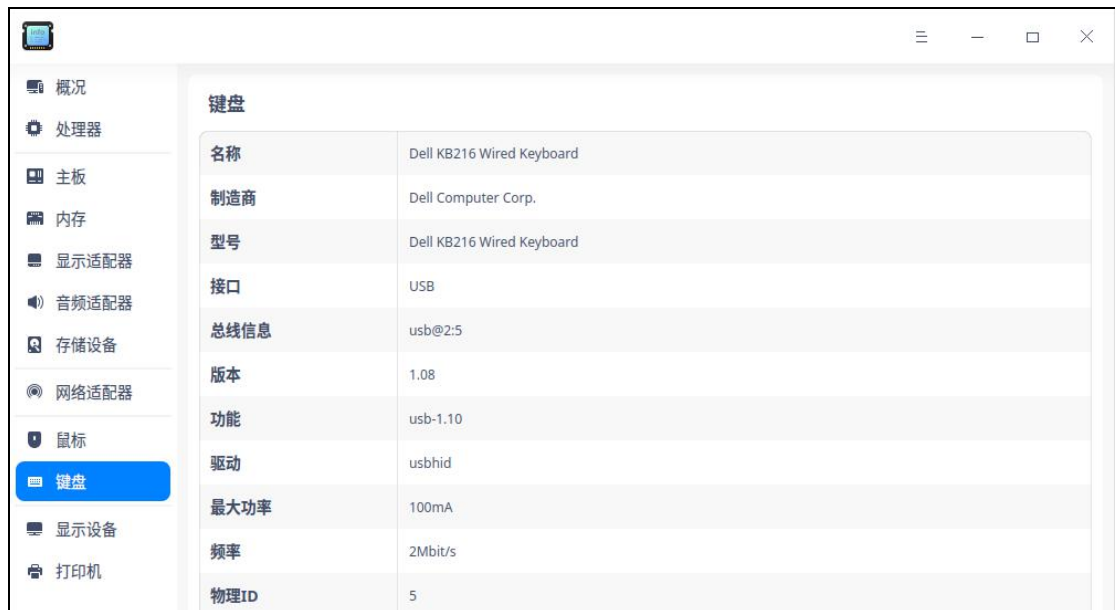 info
概况
处理器
主板
内存
显示适配器
音频适配器
存储设备
网络适配器
鼠标
键盘
显示设备
打印机
键盘
名称 Dell KB216 Wired Keyboard
制造商 Dell Computer Corp.
型号 Dell KB216 Wired Keyboard
接口 USB
总线信息 usb@2:5
版本 1.08
功能 usb-1.10
驱动 usbhid
最大功率 100mA
频率 2Mbit/s
物理ID 5